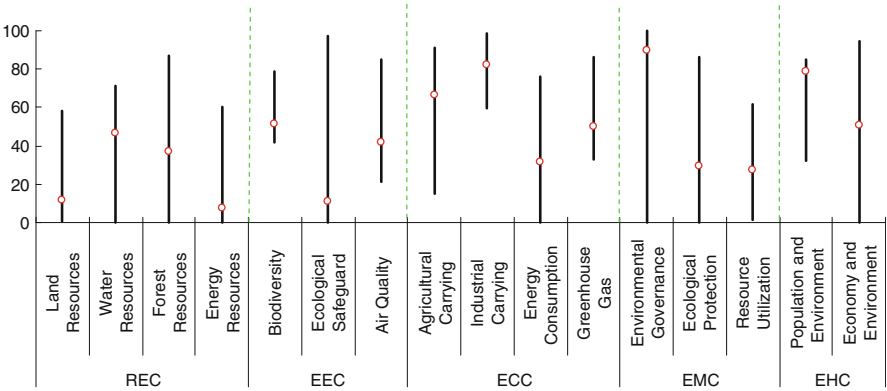 100
80
60
40
20
0
Land
Resources
Water
Resources
Forest
Resources
Energy
Resources
Biodiversity
Ecological
Safeguard
Air Quality
Agricultural
Carrying
Industrial
Carrying
Energy
Consumption
Greenhouse
Gas
Environmental
Governance
Ecological
Protection
Resource
Utilization
Population and
Environment
Economy and
Environment
REC
EEC
ECC
EMC
EHC